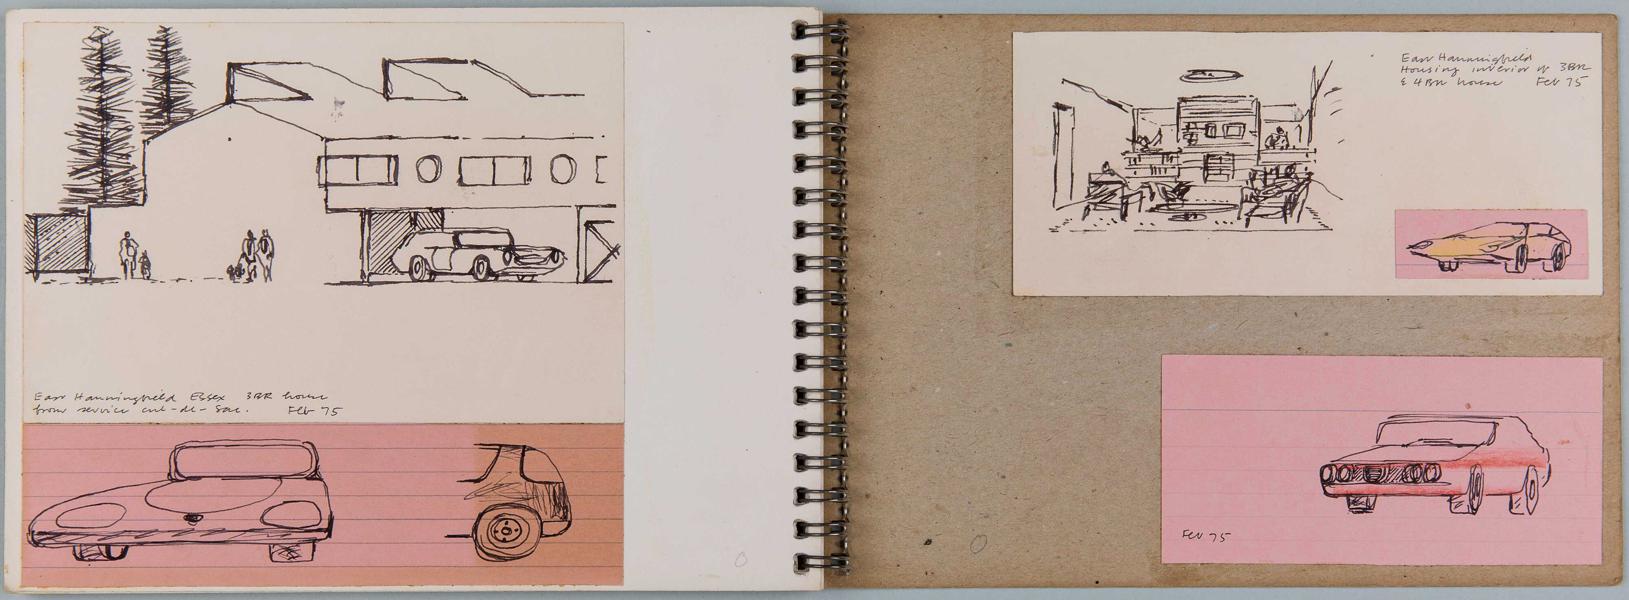 East Hanningfield Essex 3BR house
from service cul-de-sac. Feb 75
East Hanningfield
Housing interior of 3BR
& 4BR house Feb 75
Feb 75